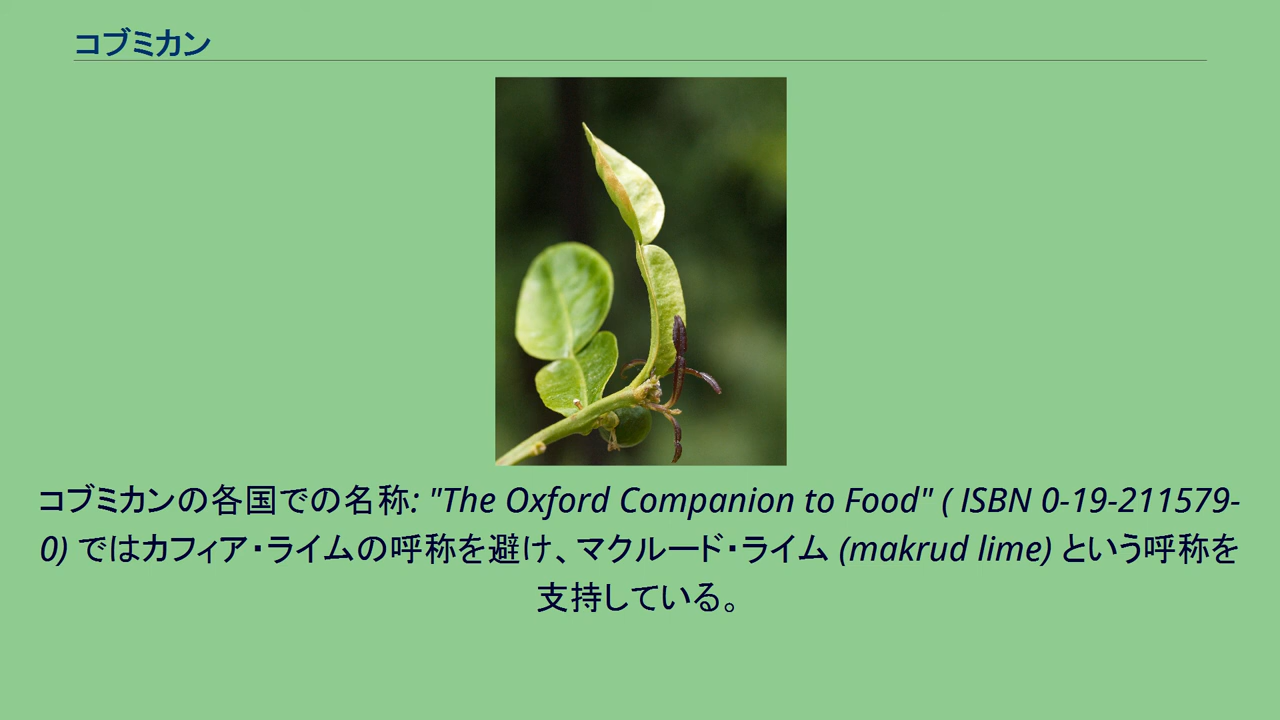 コブミカン
コブミカンの各国での名称: "The Oxford Companion to Food" ( ISBN 0-19-211579-
0) ではカフィア・ライムの呼称を避け、マクルード・ライム (makrud lime) という呼称を
支持している。